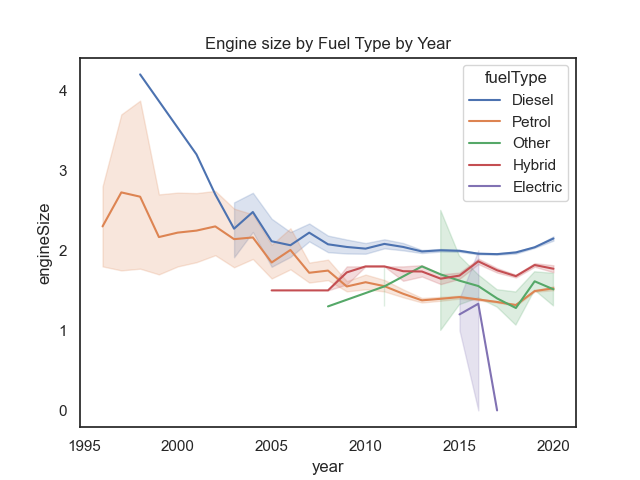 Engine size by Fuel Type by Year
fuelType
Diesel
Petrol
Other
Hybrid
Electric
engineSize
4
3
2
1
0
1995
2000
2005
2010
2015
2020
year